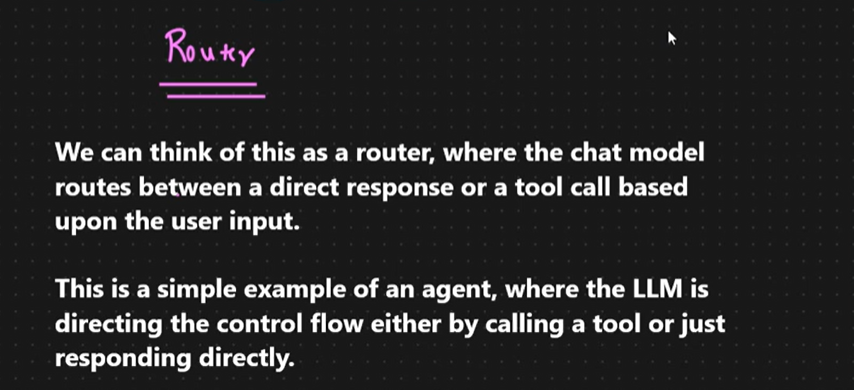 Router
We can think of this as a router, where the chat model
routes between a direct response or a tool call based
upon the user input.
This is a simple example of an agent, where the LLM is
directing the control flow either by calling a tool or just
responding directly.